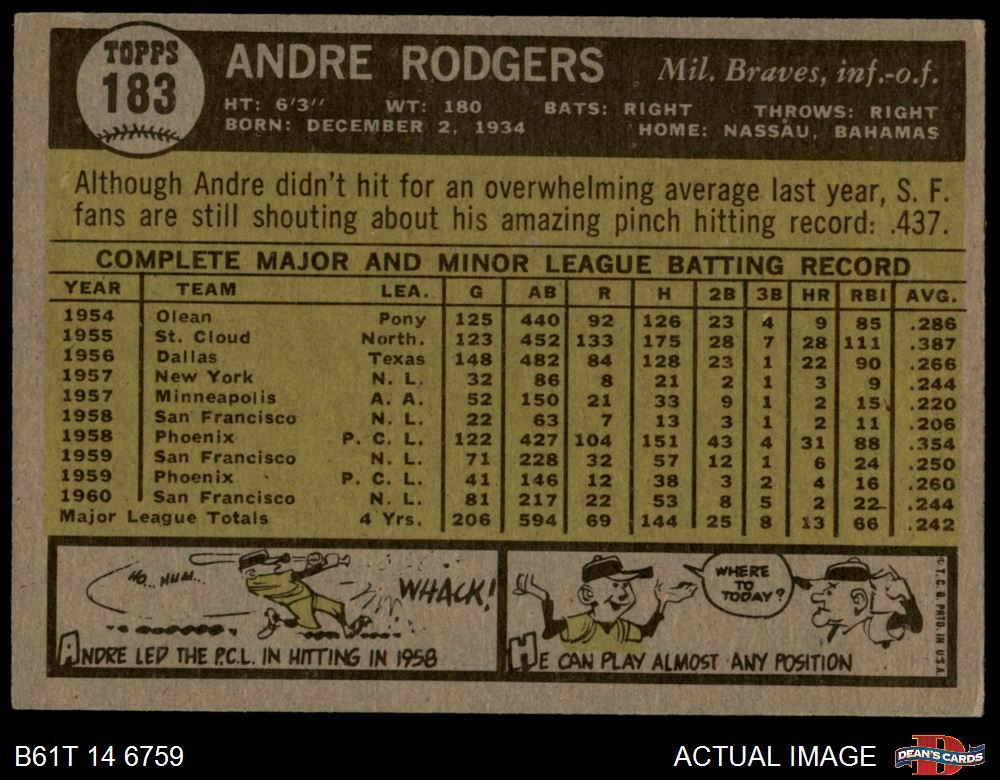 TOPPS
183
ANDRE RODGERS Mil. Braves, inf.-o.f.
HT: 6'3" WT: 180 BATS: RIGHT THROWS: RIGHT
BORN: DECEMBER 2, 1934 HOME: NASSAU, BAHAMAS
Although Andre didn't hit for an overwhelming average last year, S. F.
fans are still shouting about his amazing pinch hitting record: .437.
COMPLETE MAJOR AND MINOR LEAGUE BATTING RECORD
YEAR TEAM LEA. G AB R H 2B 3B HR RBI AVG.
1954 Olean Pony 125 440 92 126 23 4 9 85 .286
1955 St. Cloud North. 123 452 133 175 28 7 28 111 .387
1956 Dallas Texas 148 482 84 128 23 1 22 90 .266
1957 New York N. L. 32 86 8 21 2 1 3 9 .244
1957 Minneapolis A. A. 52 150 21 33 9 1 2 15 .220
1958 San Francisco N. L. 22 63 7 13 3 1 2 11 .206
1958 Phoenix P. C. L. 122 427 104 151 43 4 31 88 .354
1959 San Francisco N. L. 71 228 32 57 12 1 6 24 .250
1959 Phoenix P. C. L. 41 146 12 38 3 2 4 16 .260
1960 San Francisco N. L. 81 217 22 53 8 5 2 22 .244
Major League Totals 4 Yrs. 206 594 69 144 25 8 13 66 .242
HO.. HUM...
WHACK!
ANDRE LED THE P.C.L. IN HITTING IN 1958
WHERE
TO
TODAY?
HE CAN PLAY ALMOST ANY POSITION
© T. C. G. PRTD. IN U.S.A.
B61T 14 6759 ACTUAL IMAGE
D
DEAN'S CARDS